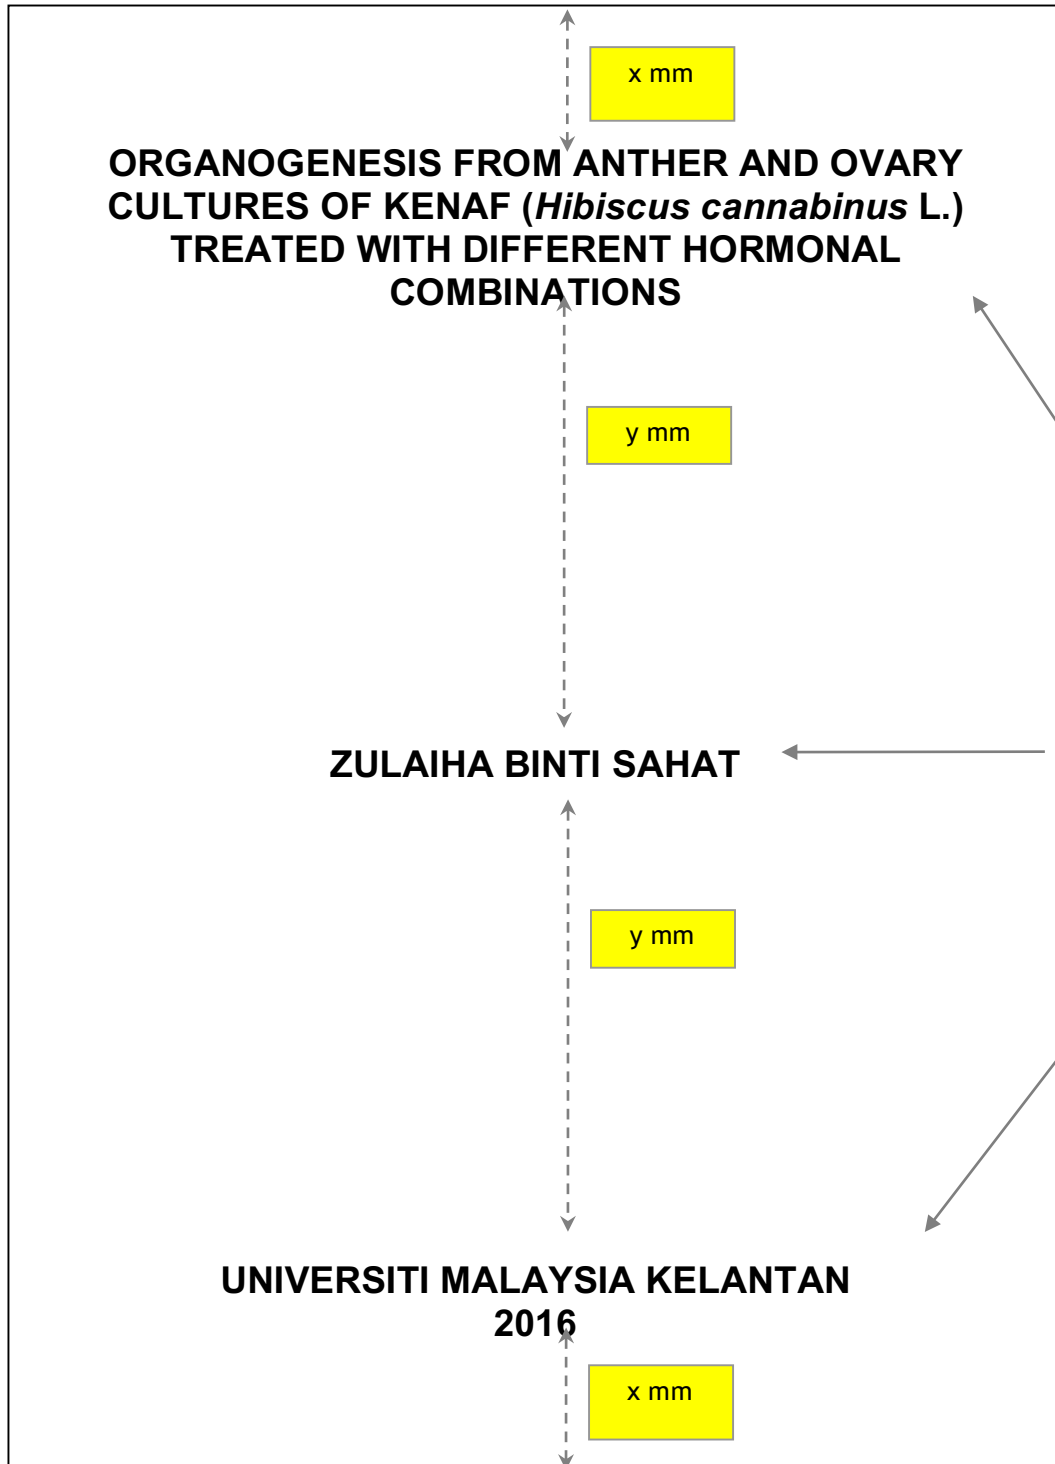 x mm
ORGANOGENESIS FROM ANTHER AND OVARY
CULTURES OF KENAF (Hibiscus cannabinus L.)
TREATED WITH DIFFERENT HORMONAL
COMBINATIONS
y mm
ZULAIHA BINTI SAHAT
y mm
UNIVERSITI MALAYSIA KELANTAN
2016
x mm